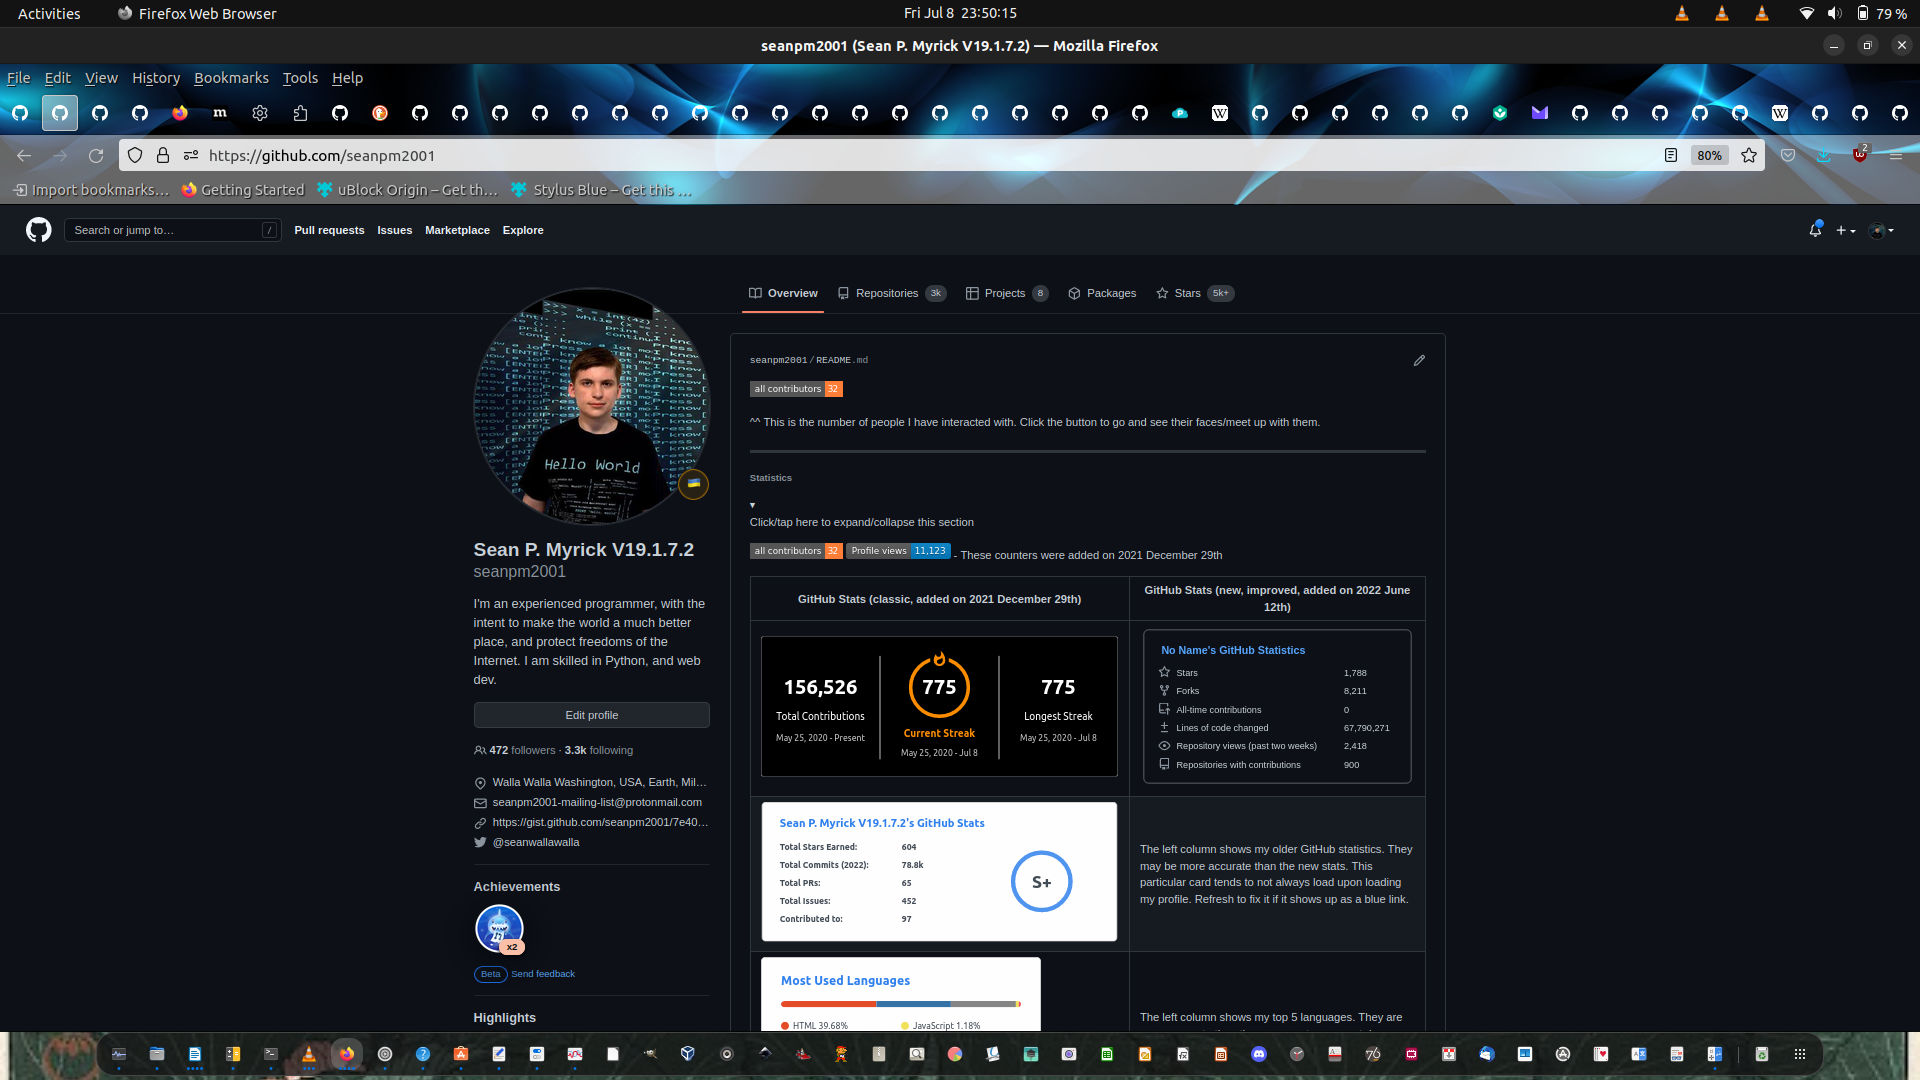 Activities
Firefox Web Browser
Fri Jul 8 23:50:15
79 %
seanpm2001 (Sean P. Myrick V19.1.7.2) — Mozilla Firefox
File Edit View History Bookmarks Tools Help
https://github.com/seanpm2001
80%
2
Import bookmarks…
Getting Started
uBlock Origin – Get th…
Stylus Blue – Get this …
Search or jump to…
/
Pull requests
Issues
Marketplace
Explore
Overview
Repositories 3k
Projects 8
Packages
Stars 5k+
Hello World
Sean P. Myrick V19.1.7.2
seanpm2001
I'm an experienced programmer, with the
intent to make the world a much better
place, and protect freedoms of the
Internet. I am skilled in Python, and web
dev.
Edit profile
472 followers · 3.3k following
Walla Walla Washington, USA, Earth, Mil…
seanpm2001-mailing-list@protonmail.com
https://gist.github.com/seanpm2001/7e40…
@seanwallawalla
Achievements
x2
Beta Send feedback
Highlights
seanpm2001/README.md
all contributors 32
^^ This is the number of people I have interacted with. Click the button to go and see their faces/meet up with them.
Statistics
▾
Click/tap here to expand/collapse this section
all contributors 32 Profile views 11,123 - These counters were added on 2021 December 29th
GitHub Stats (classic, added on 2021 December 29th)
GitHub Stats (new, improved, added on 2022 June
12th)
156,526
Total Contributions
May 25, 2020 - Present
775
Current Streak
May 25, 2020 - Jul 8
775
Longest Streak
May 25, 2020 - Jul 8
No Name's GitHub Statistics
Stars 1,788
Forks 8,211
All-time contributions 0
Lines of code changed 67,790,271
Repository views (past two weeks) 2,418
Repositories with contributions 900
Sean P. Myrick V19.1.7.2's GitHub Stats
Total Stars Earned: 604
Total Commits (2022): 78.8k
Total PRs: 65
Total Issues: 452
Contributed to: 97
S+
The left column shows my older GitHub statistics. They
may be more accurate than the new stats. This
particular card tends to not always load upon loading
my profile. Refresh to fix it if it shows up as a blue link.
Most Used Languages
HTML 39.68%
JavaScript 1.18%
The left column shows my top 5 languages. They are